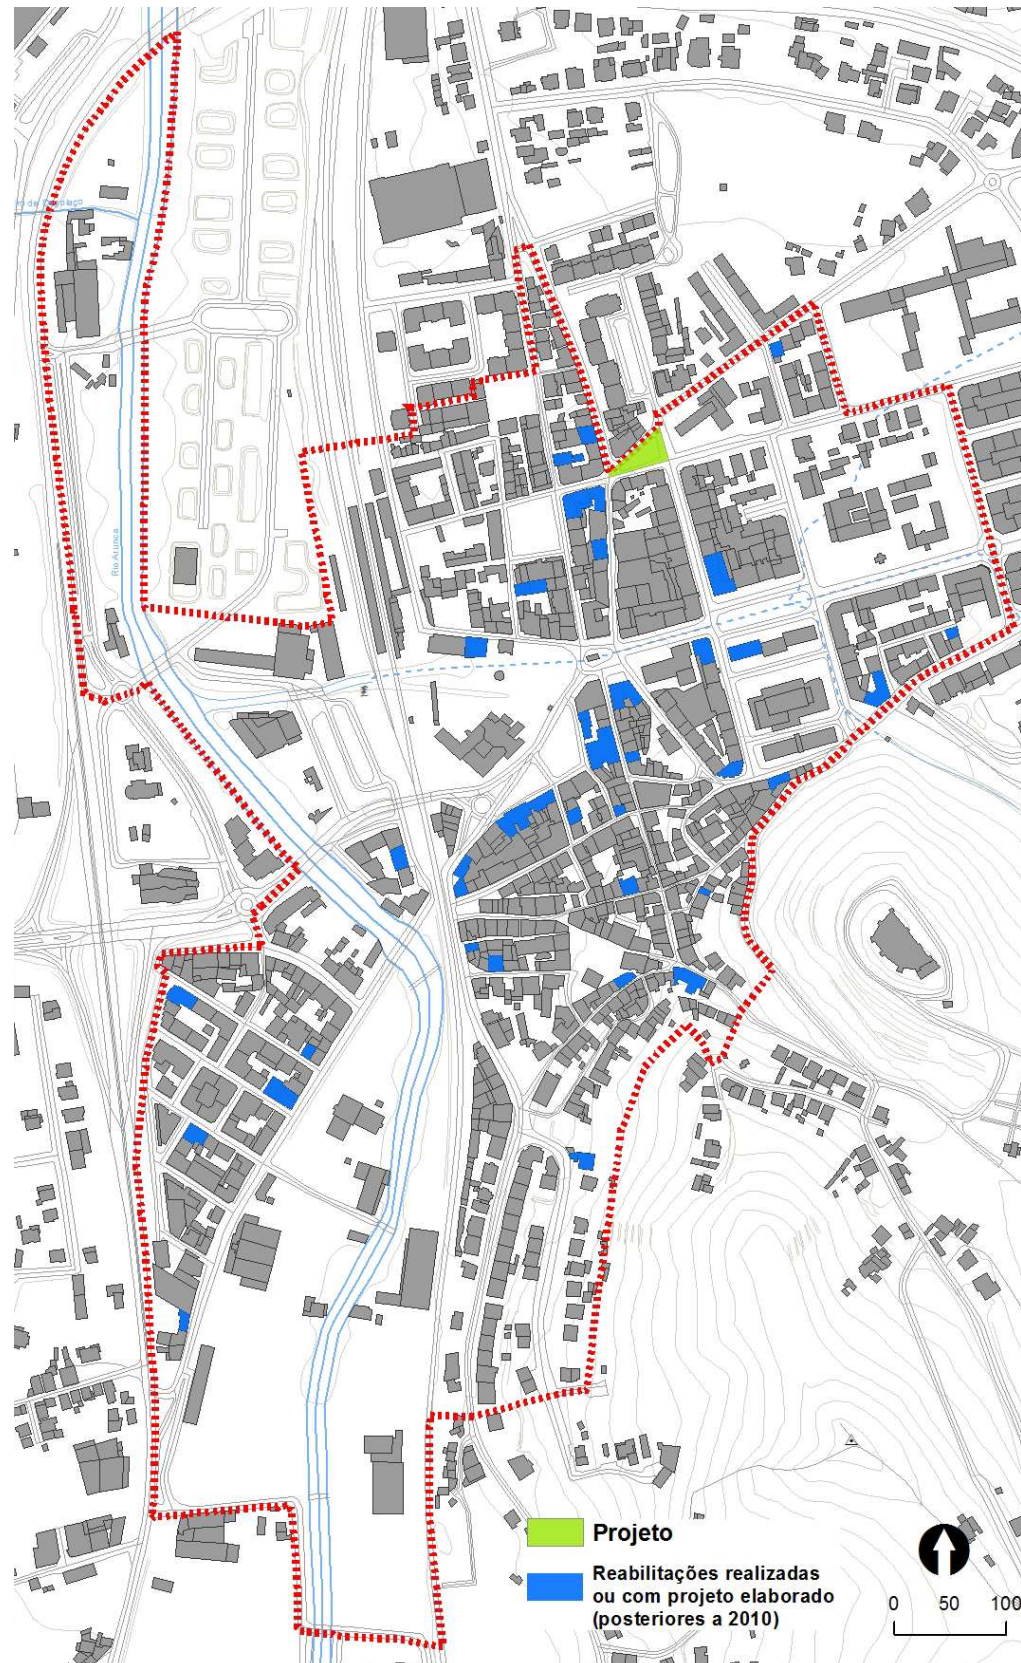 Rio Arunca
Projeto
Reabilitações realizadas
ou com projeto elaborado
(posteriores a 2010)
0 50 100